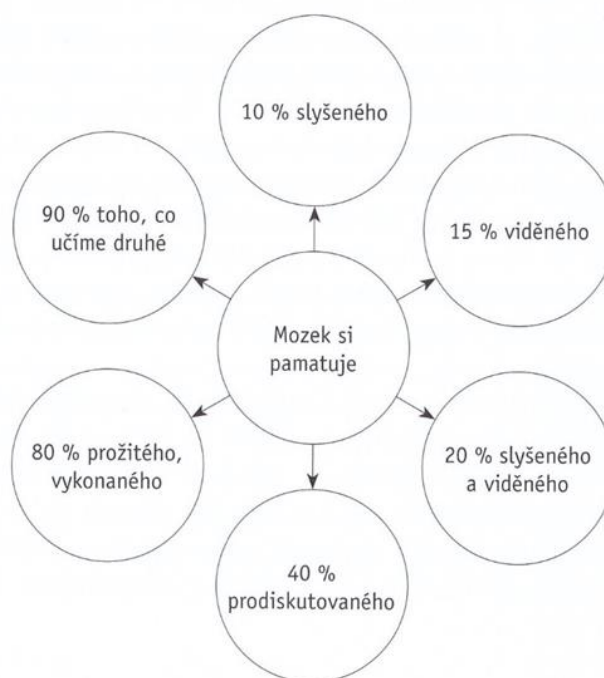 10 % slyšeného
90 % toho, co
učíme druhé
15 % viděného
Mozek si
pamatuje
80 % prožitého,
vykonaného
20 % slyšeného
a viděného
40 %
prodiskutovaného